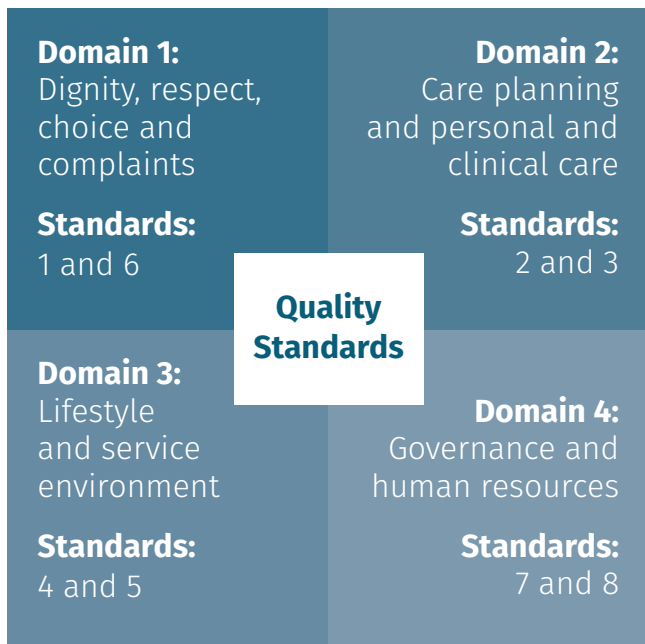 Domain 1:
Dignity, respect,
choice and
complaints
Standards:
1 and 6
Domain 2:
Care planning
and personal and
clinical care
Standards:
2 and 3
Quality
Standards
Domain 3:
Lifestyle
and service
environment
Standards:
4 and 5
Domain 4:
Governance and
human resources
Standards:
7 and 8